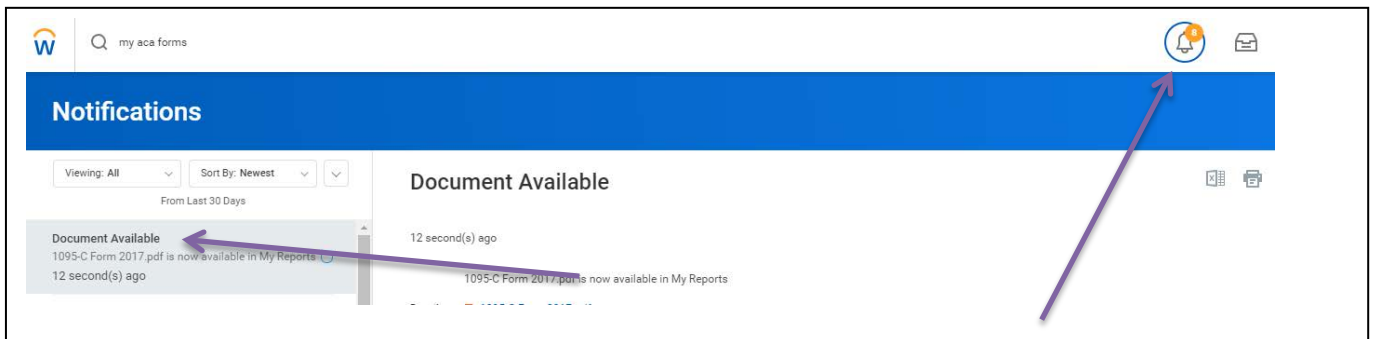 my aca forms
8
Notifications
Viewing: All
Sort By: Newest
From Last 30 Days
Document Available
1095-C Form 2017.pdf is now available in My Reports
12 second(s) ago
Document Available
12 second(s) ago
1095-C Form 2017.pdf is now available in My Reports